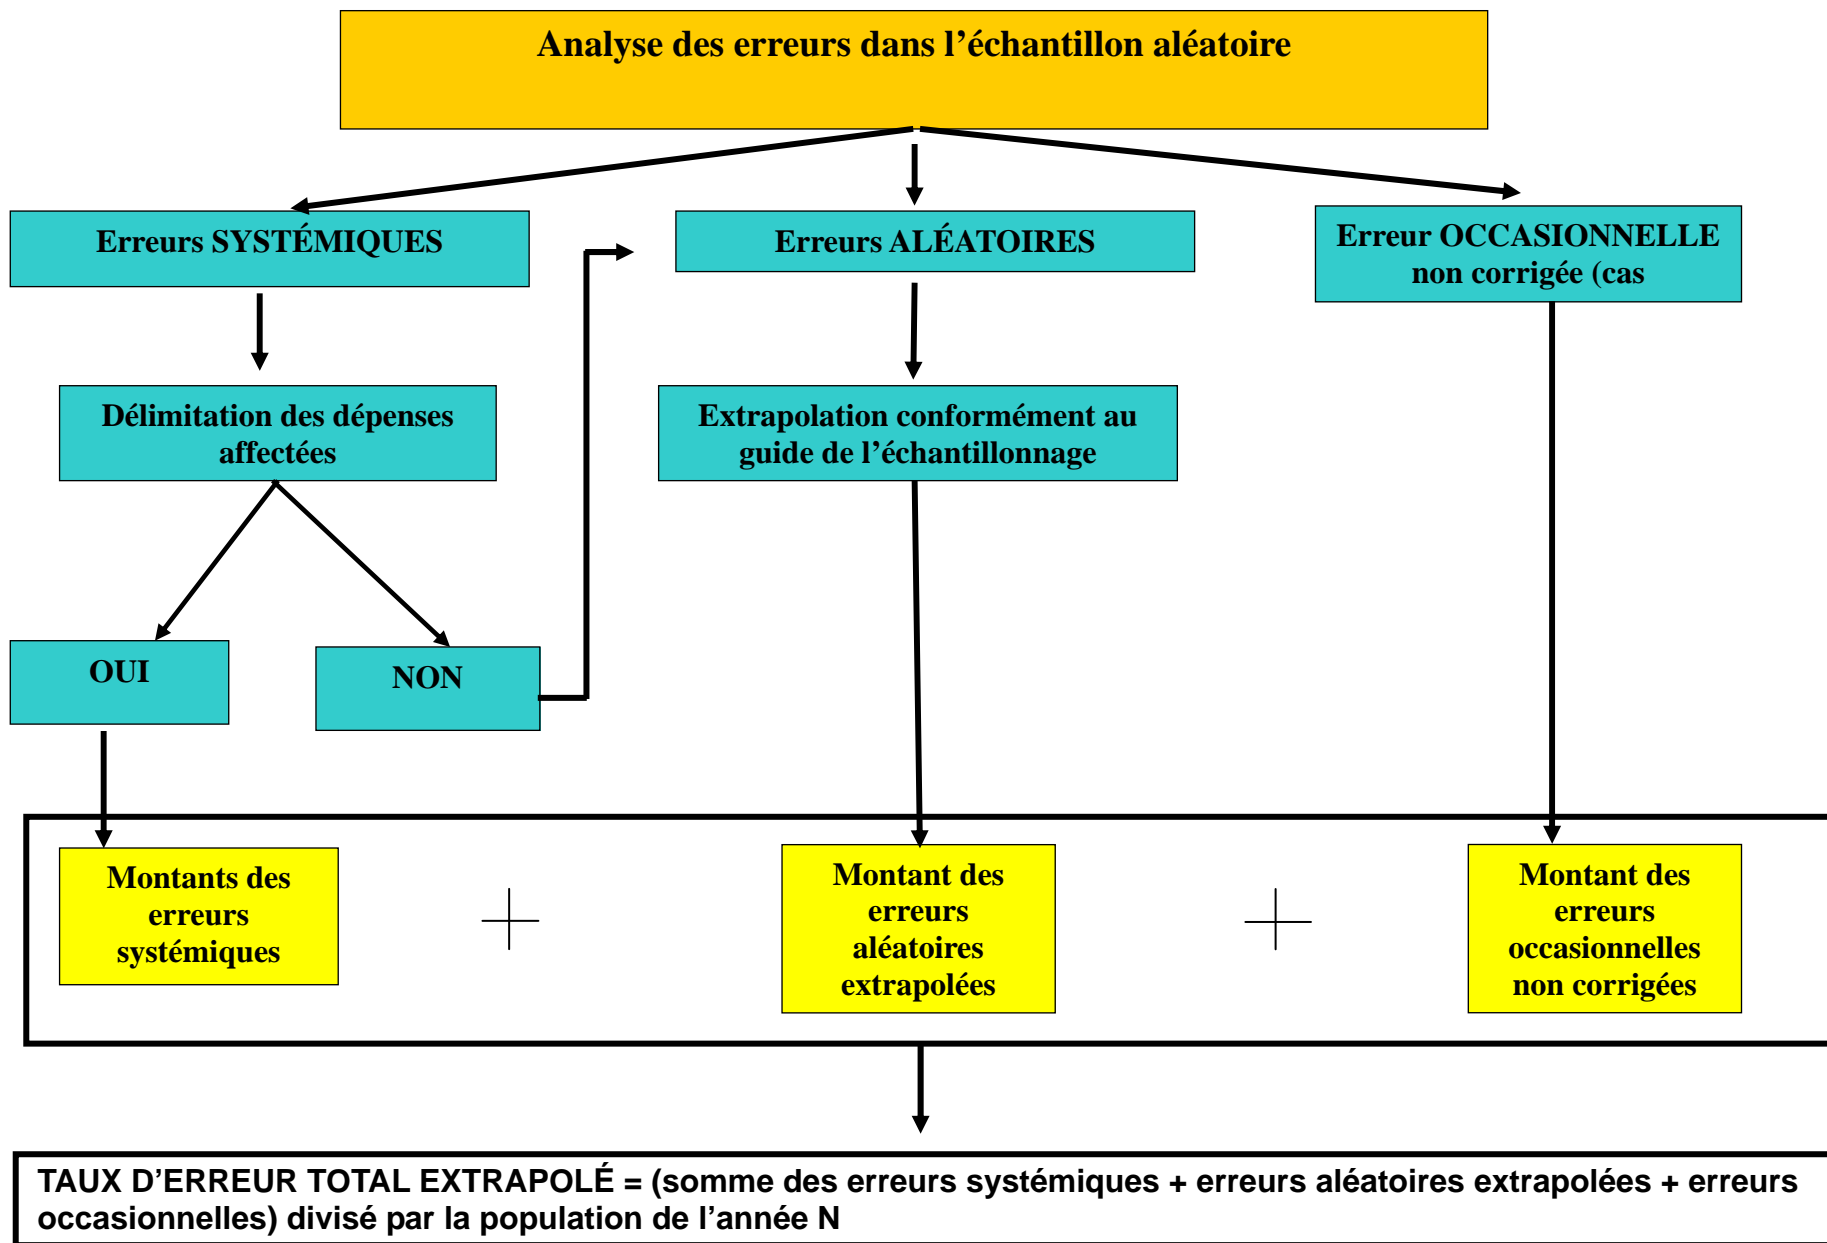 Analyse des erreurs dans l’échantillon aléatoire
Erreurs SYSTÉMIQUES
Erreurs ALÉATOIRES
Erreur OCCASIONNELLE
non corrigée (cas
Délimitation des dépenses
affectées
Extrapolation conformément au
guide de l’échantillonnage
OUI
NON
Montants des
erreurs
systémiques
Montant des
erreurs
aléatoires
extrapolées
Montant des
erreurs
occasionnelles
non corrigées
TAUX D’ERREUR TOTAL EXTRAPOLÉ = (somme des erreurs systémiques + erreurs aléatoires extrapolées + erreurs
occasionnelles) divisé par la population de l’année N